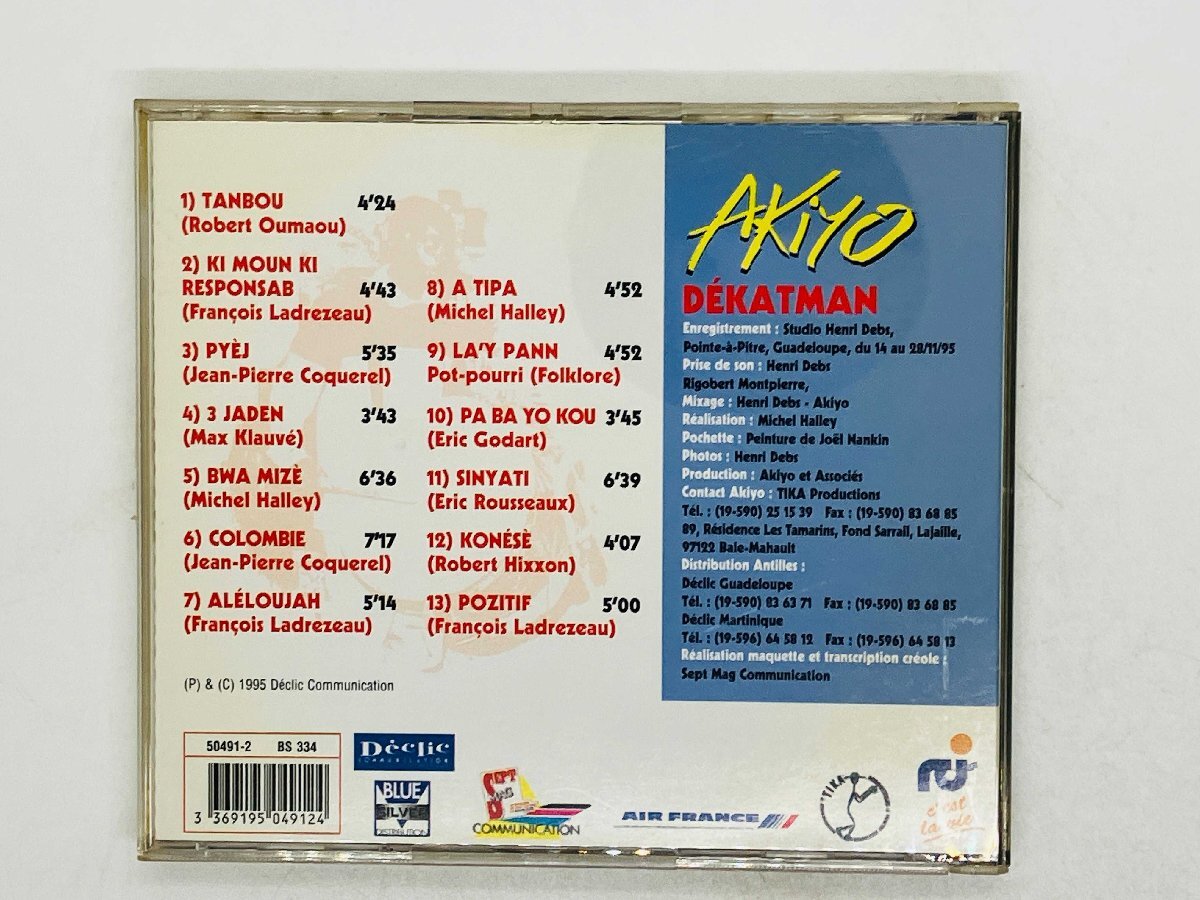 1) TANBOU 4'24
(Robert Oumaou)
2) KI MOUN KI
RESPONSAB 4'43
(François Ladrezeau)
3) PYÈJ 5'35
(Jean-Pierre Coquerel)
4) 3 JADEN 3'43
(Max Klauvé)
5) BWA MIZÈ 6'36
(Michel Halley)
6) COLOMBIE 7'17
(Jean-Pierre Coquerel)
7) ALÉLOUJAH 5'14
(François Ladrezeau)
8) A TIPA 4'52
(Michel Halley)
9) LA'Y PANN 4'52
Pot-pourri (Folklore)
10) PA BA YO KOU 3'45
(Eric Godart)
11) SINYATI 6'39
(Eric Rousseaux)
12) KONÉSÈ 4'07
(Robert Hixxon)
13) POZITIF 5'00
(François Ladrezeau)
(P) & (C) 1995 Déclic Communication
AKIYO
DÉKATMAN
Enregistrement : Studio Henri Debs,
Pointe-à-Pitre, Guadeloupe, du 14 au 28/11/95
Prise de son : Henri Debs
Rigobert Montpierre,
Mixage : Henri Debs - Akiyo
Réalisation : Michel Halley
Pochette : Peinture de Joël Nankin
Photos : Henri Debs
Production : Akiyo et Associés
Contact Akiyo : TIKA Productions
Tél. : (19-590) 25 15 39 Fax : (19-590) 83 68 85
89, Résidence Les Tamarins, Fond Sarrail, Lajaille,
97122 Baie-Mahault
Distribution Antilles :
Déclic Guadeloupe
Tél. : (19-590) 83 63 71 Fax : (19-590) 83 68 85
Déclic Martinique
Tél. : (19-596) 64 58 12 Fax : (19-596) 64 58 13
Réalisation maquette et transcription créole :
Sept Mag Communication
50491-2 BS 334
3 369195 049124
Déclic
COMMUNICATION
BLUE
SILVER
DISTRIBUTION
SEPT
MAG
COMMUNICATION
AIR FRANCE
TIKA
rci
c'est
la vie